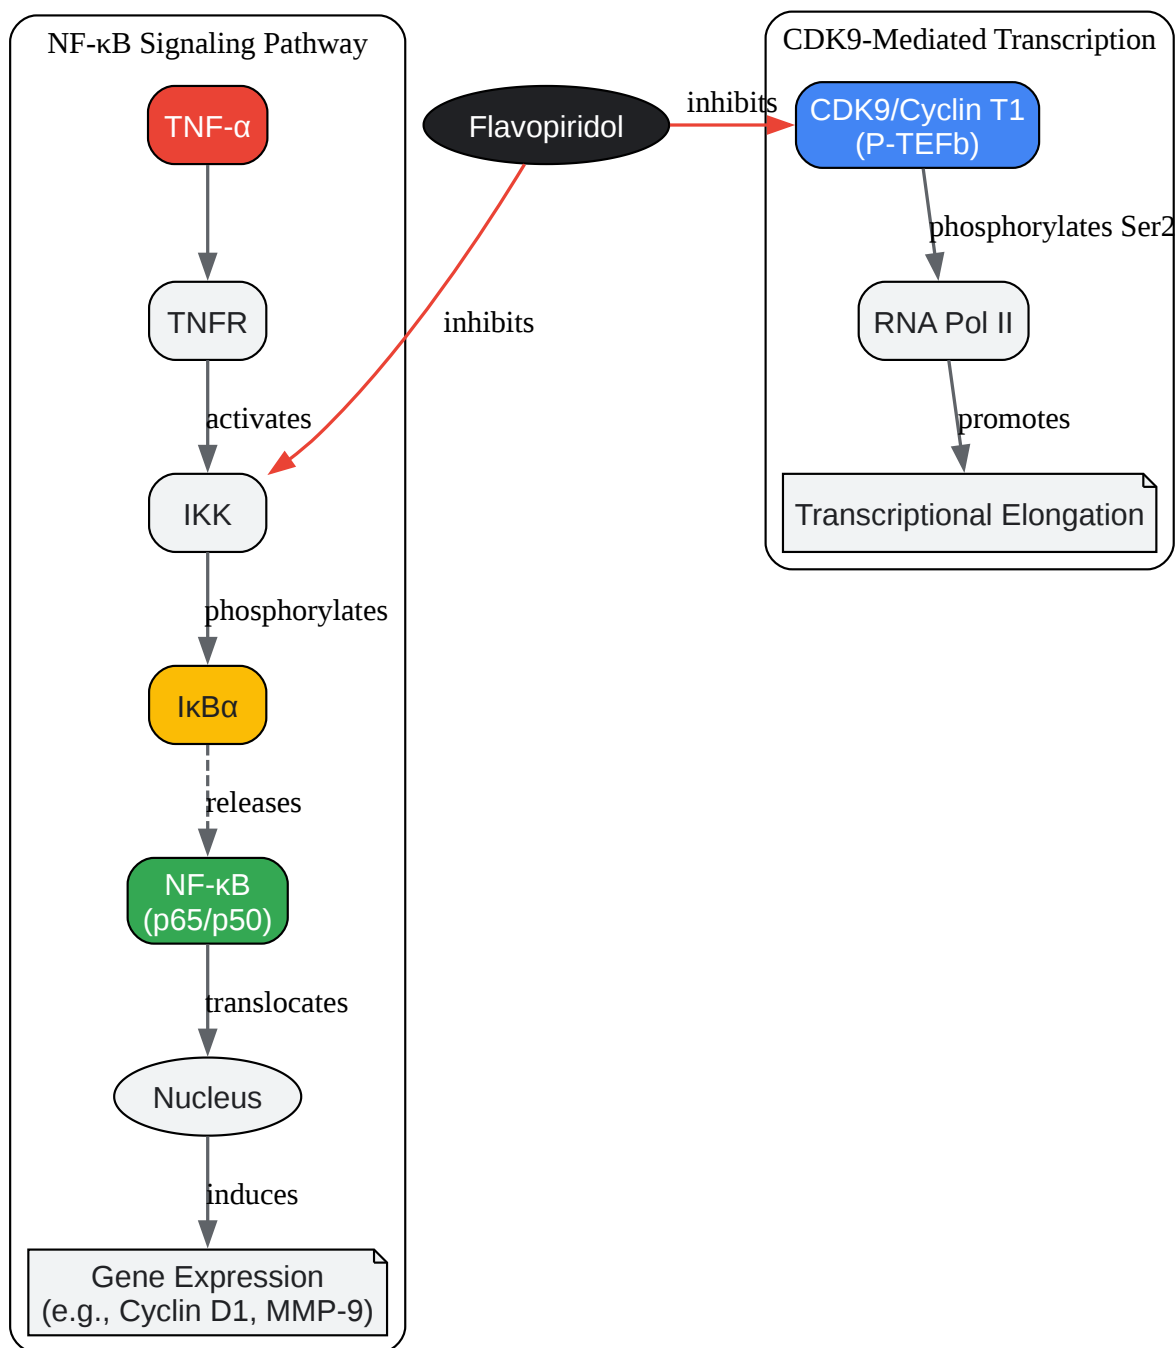 NF-κB Signaling Pathway
TNF-α
TNFR
activates
IKK
phosphorylates
IκBα
releases
NF-κB
(p65/p50)
translocates
Nucleus
induces
Gene Expression
(e.g., Cyclin D1, MMP-9)
Flavopiridol
inhibits
inhibits
CDK9-Mediated Transcription
CDK9/Cyclin T1
(P-TEFb)
phosphorylates Ser2
RNA Pol II
promotes
Transcriptional Elongation